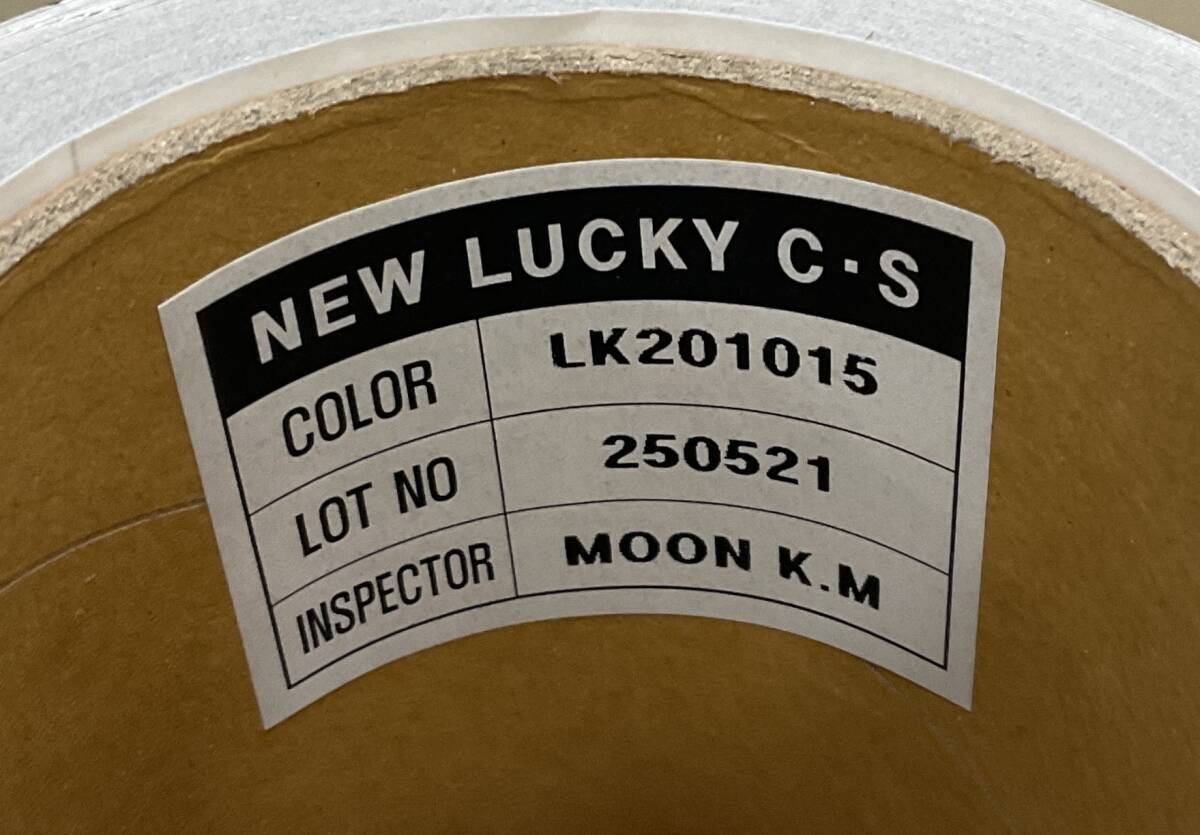 NEW LUCKY C·S
COLOR LK201015
LOT NO 250521
INSPECTOR MOON K.M